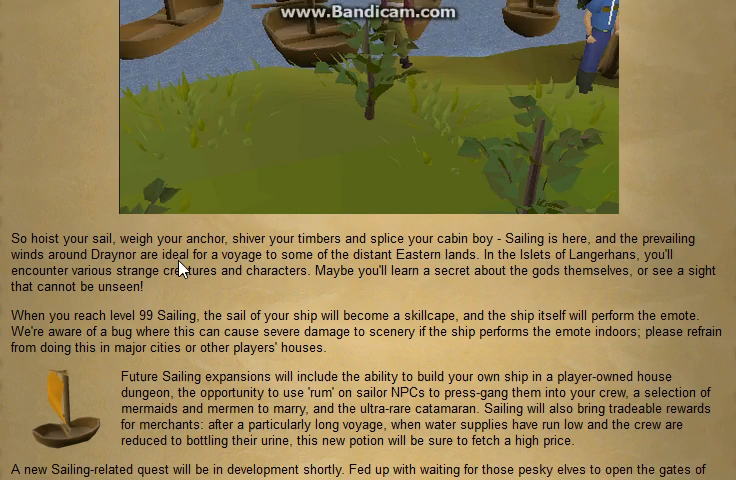 www.Bandicam.com
So hoist your sail, weigh your anchor, shiver your timbers and splice your cabin boy - Sailing is here, and the prevailing
winds around Draynor are ideal for a voyage to some of the distant Eastern lands. In the Islets of Langerhans, you'll
encounter various strange creatures and characters. Maybe you'll learn a secret about the gods themselves, or see a sight
that cannot be unseen!
When you reach level 99 Sailing, the sail of your ship will become a skillcape, and the ship itself will perform the emote.
We're aware of a bug where this can cause severe damage to scenery if the ship performs the emote indoors; please refrain
from doing this in major cities or other players' houses.
Future Sailing expansions will include the ability to build your own ship in a player-owned house
dungeon, the opportunity to use 'rum' on sailor NPCs to press-gang them into your crew, a selection of
mermaids and mermen to marry, and the ultra-rare catamaran. Sailing will also bring tradeable rewards
for merchants: after a particularly long voyage, when water supplies have run low and the crew are
reduced to bottling their urine, this new potion will be sure to fetch a high price.
A new Sailing-related quest will be in development shortly. Fed up with waiting for those pesky elves to open the gates of